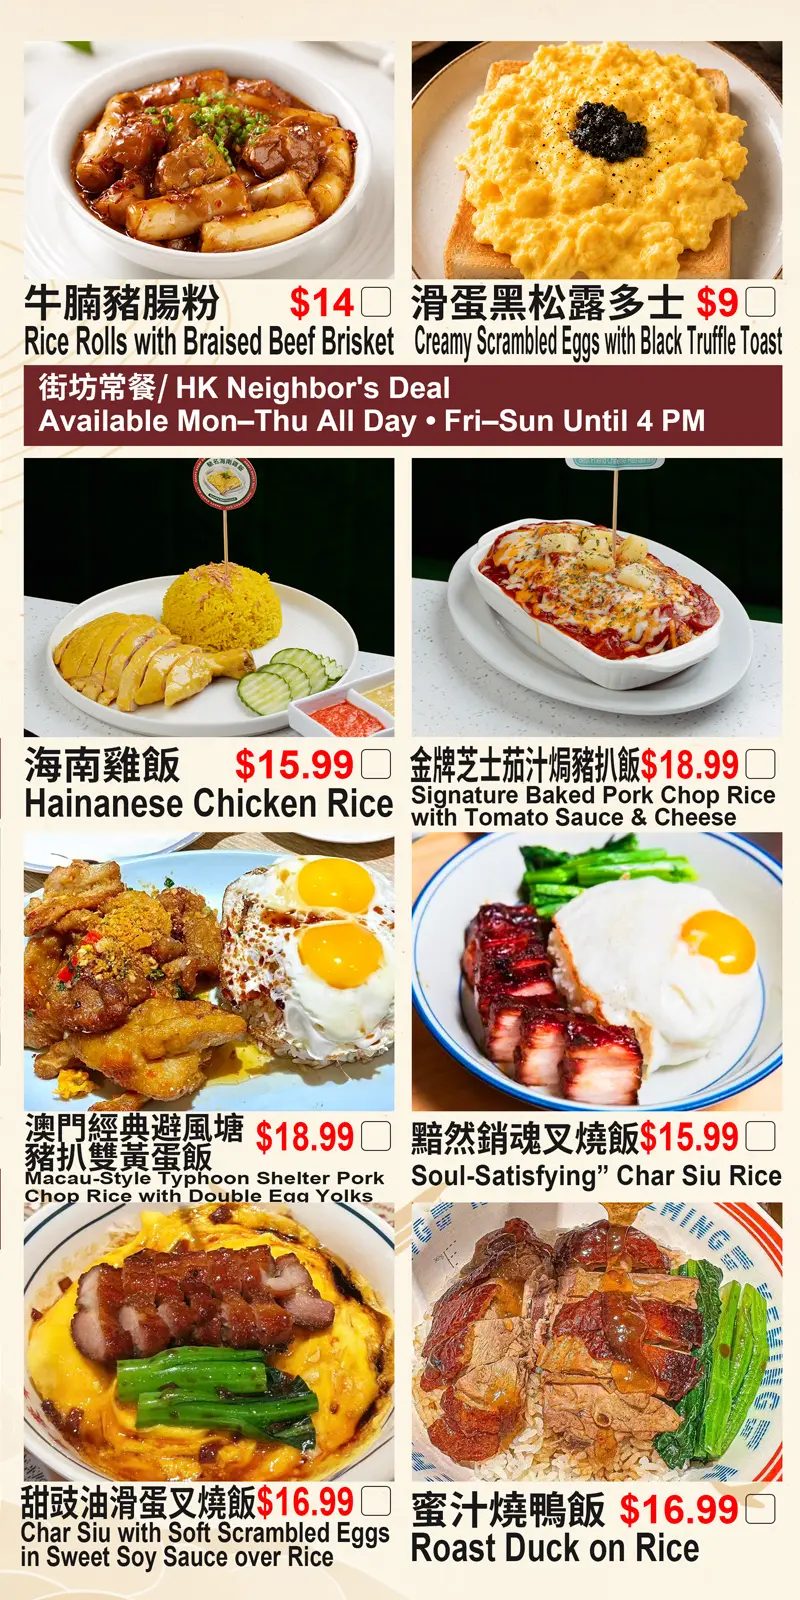 牛腩豬腸粉 $14
Rice Rolls with Braised Beef Brisket
滑蛋黑松露多士 $9
Creamy Scrambled Eggs with Black Truffle Toast
街坊常餐/ HK Neighbor's Deal
Available Mon–Thu All Day • Fri–Sun Until 4 PM
海南雞飯 $15.99
Hainanese Chicken Rice
金牌芝士茄汁焗豬扒飯$18.99
Signature Baked Pork Chop Rice
with Tomato Sauce & Cheese
澳門經典避風塘
豬扒雙黃蛋飯 $18.99
Macau-Style Typhoon Shelter Pork
Chop Rice with Double Egg Yolks
黯然銷魂叉燒飯$15.99
Soul-Satisfying” Char Siu Rice
甜豉油滑蛋叉燒飯$16.99
Char Siu with Soft Scrambled Eggs
in Sweet Soy Sauce over Rice
蜜汁燒鴨飯 $16.99
Roast Duck on Rice